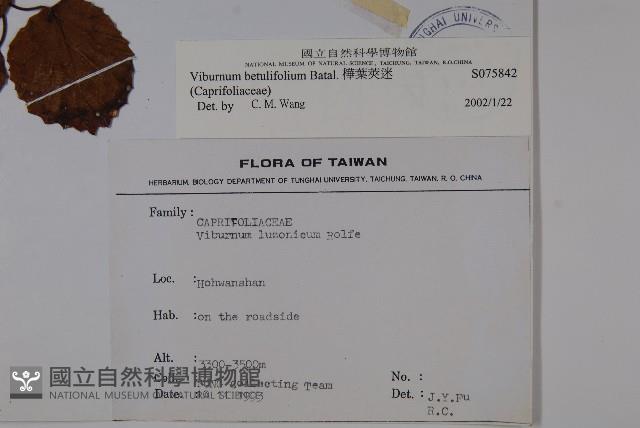 GHAI UNIVERS
國立自然科學博物館
NATIONAL MUSEUM OF NATURAL SCIENCE, TAICHUNG, TAIWAN, R.O.CHINA
Viburnum betulifolium Batal. 樺葉莢迷 S075842
(Caprifoliaceae)
Det. by C. M. Wang 2002/1/22
FLORA OF TAIWAN
HERBARIUM, BIOLOGY DEPARTMENT OF TUNGHAI UNIVERSITY, TAICHUNG, TAIWAN, R. O. CHINA
Family : CAPRIFOLIACEAE
Viburnum luzonicum Rolfe
Loc. : Hohwanshan
Hab. : on the roadside
Alt. : 3300-3500m
Collecting Team No. :
Date. Det. : J.Y.Fu
R.C.
國立自然科學博物館
NATIONAL MUSEUM OF NATURAL SCIENCE